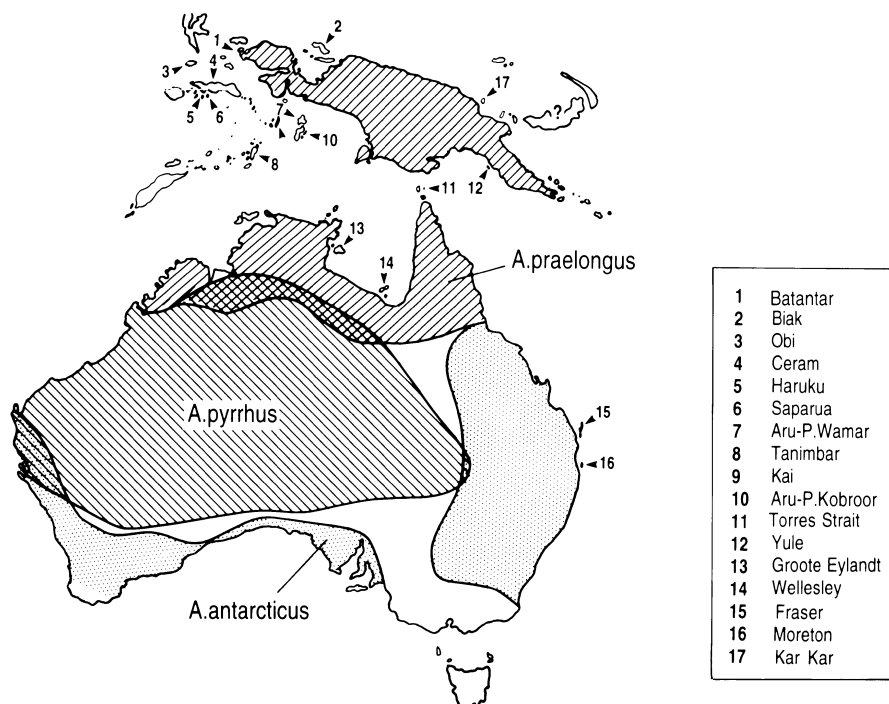 1
2
3
4
5
6
7
8
10
11
12
13
14
15
16
17
?
A.praelongus
A.pyrrhus
A.antarcticus
1 Batantar
2 Biak
3 Obi
4 Ceram
5 Haruku
6 Saparua
7 Aru-P.Wamar
8 Tanimbar
9 Kai
10 Aru-P.Kobroor
11 Torres Strait
12 Yule
13 Groote Eylandt
14 Wellesley
15 Fraser
16 Moreton
17 Kar Kar